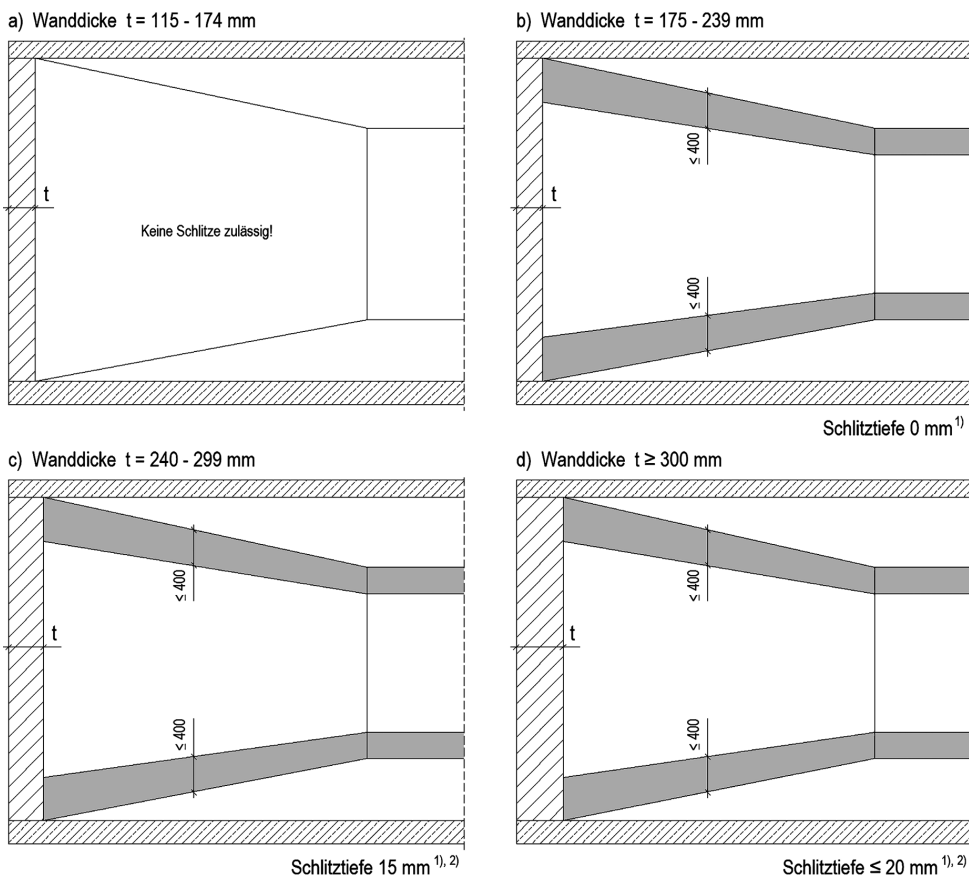 a) Wanddicke t = 115 - 174 mm
t
Keine Schlitze zulässig!
b) Wanddicke t = 175 - 239 mm
≤ 400
t
≤ 400
Schlitztiefe 0 mm 1)
c) Wanddicke t = 240 - 299 mm
≤ 400
t
≤ 400
Schlitztiefe 15 mm 1), 2)
d) Wanddicke t ≥ 300 mm
≤ 400
t
≤ 400
Schlitztiefe ≤ 20 mm 1), 2)